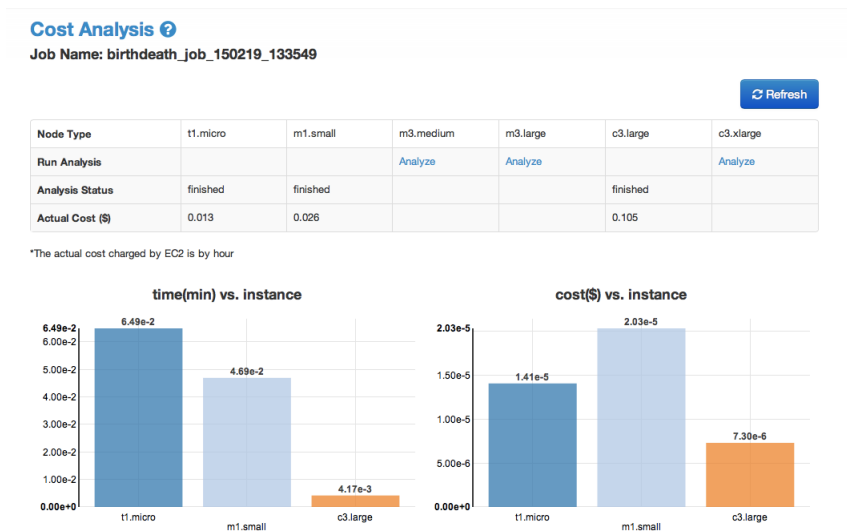 Cost Analysis ?
Job Name: birthdeath_job_150219_133549
Refresh
Node Type t1.micro m1.small m3.medium m3.large c3.large c3.xlarge
Run Analysis Analyze Analyze Analyze
Analysis Status finished finished finished
Actual Cost ($) 0.013 0.026 0.105
*The actual cost charged by EC2 is by hour
time(min) vs. instance
6.49e-2
6.49e-2
6.00e-2
5.00e-2
4.69e-2
4.00e-2
3.00e-2
2.00e-2
1.00e-2
4.17e-3
0.00e+0
t1.micro
m1.small
c3.large
cost($) vs. instance
2.03e-5
2.03e-5
1.50e-5
1.41e-5
1.00e-5
7.30e-6
5.00e-6
0.00e+0
t1.micro
m1.small
c3.large